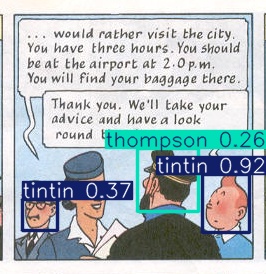 ... would rather visit the city.
You have three hours. You should
be at the airport at 2.0 p.m.
You will find your baggage there.
Thank you. We'll take your
advice and have a look
round
thompson 0.26
tintin 0.92
tintin 0.37